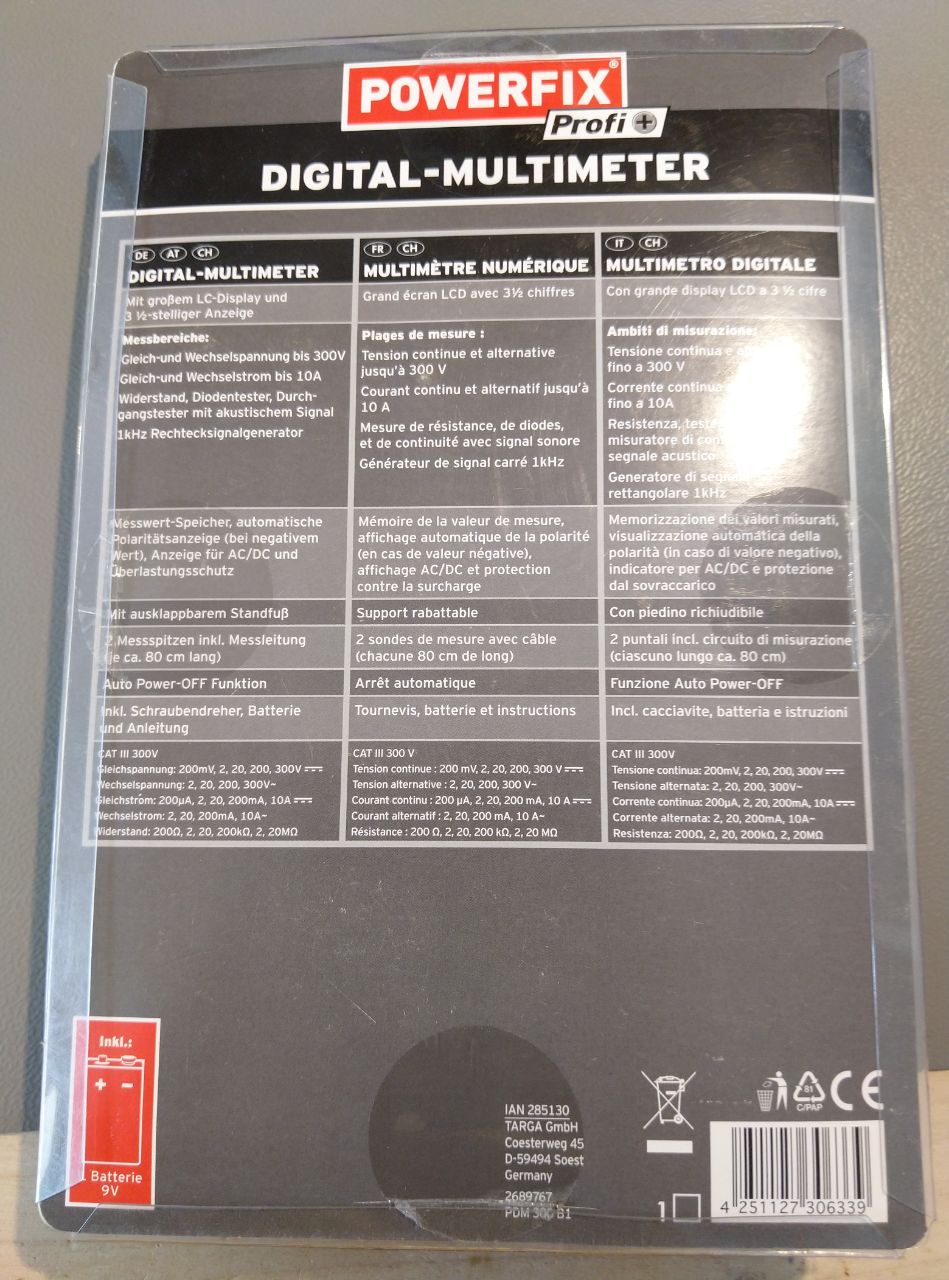 POWERFIX®
Profi+
DIGITAL-MULTIMETER
DE AT CH
DIGITAL-MULTIMETER
Mit großem LC-Display und
3 ½-stelliger Anzeige
Messbereiche:
Gleich-und Wechselspannung bis 300V
Gleich-und Wechselstrom bis 10A
Widerstand, Diodentester, Durch-
gangstester mit akustischem Signal
1kHz Rechtecksignalgenerator
Messwert-Speicher, automatische
Polaritätsanzeige (bei negativem
Wert), Anzeige für AC/DC und
Überlastungsschutz
Mit ausklappbarem Standfuß
2 Messspitzen inkl. Messleitung
(je ca. 80 cm lang)
Auto Power-OFF Funktion
Inkl. Schraubendreher, Batterie
und Anleitung
CAT III 300V
Gleichspannung: 200mV, 2, 20, 200, 300V⎓
Wechselspannung: 2, 20, 200, 300V~
Gleichström: 200µA, 2, 20, 200mA, 10A⎓
Wechselstrom: 2, 20, 200mA, 10A~
Widerstand: 200Ω, 2, 20, 200kΩ, 2, 20MΩ
FR CH
MULTIMÈTRE NUMÉRIQUE
Grand écran LCD avec 3½ chiffres
Plages de mesure :
Tension continue et alternative
jusqu'à 300 V
Courant continu et alternatif jusqu'à
10 A
Mesure de résistance, de diodes,
et de continuité avec signal sonore
Générateur de signal carré 1kHz
Mémoire de la valeur de mesure,
affichage automatique de la polarité
(en cas de valeur négative),
affichage AC/DC et protection
contre la surcharge
Support rabattable
2 sondes de mesure avec câble
(chacune 80 cm de long)
Arrêt automatique
Tournevis, batterie et instructions
CAT III 300 V
Tension continue : 200 mV, 2, 20, 200, 300 V⎓
Tension alternative : 2, 20, 200, 300 V~
Courant continu : 200 µA, 2, 20, 200 mA, 10 A⎓
Courant alternatif : 2, 20, 200 mA, 10 A~
Résistance : 200 Ω, 2, 20, 200 kΩ, 2, 20 MΩ
IT CH
MULTIMETRO DIGITALE
Con grande display LCD a 3 ½ cifre
Ambiti di misurazione:
Tensione continua e
fino a 300 V
Corrente continua
fino a 10A
Resistenza,
misuratore di
segnale acustico
Generatore di
rettangolare 1kHz
Memorizzazione dei valori misurati,
visualizzazione automatica della
polarità (in caso di valore negativo),
indicatore per AC/DC e protezione
dal sovraccarico
Con piedino richiudibile
2 puntali incl. circuito di misurazione
(ciascuno lungo ca. 80 cm)
Funzione Auto Power-OFF
Incl. cacciavite, batteria e istruzioni
CAT III 300V
Tensione continua: 200mV, 2, 20, 200, 300V⎓
Tensione alternata: 2, 20, 200, 300V~
Corrente continua: 200µA, 2, 20, 200mA, 10A⎓
Corrente alternata: 2, 20, 200mA, 10A~
Resistenza: 200Ω, 2, 20, 200kΩ, 2, 20MΩ
Inkl.:
+ −
1 Batterie
9V
IAN 285130
TARGA GmbH
Coesterweg 45
D-59494 Soest
Germany
2689767
PDM 300 B1
81
C/PAP
CE
1
4 251127 306339